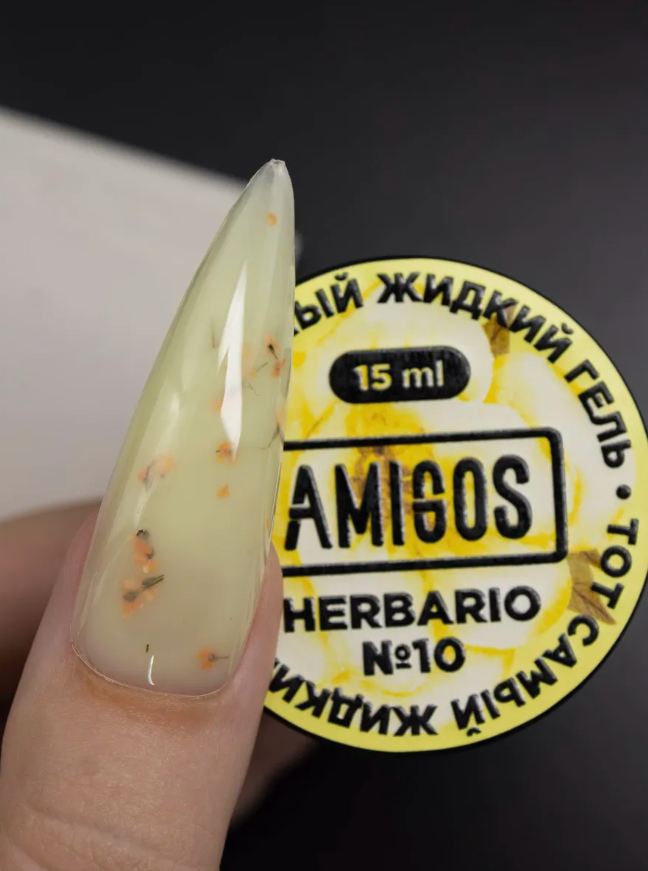 ЫЙ ЖИДКИЙ ГЕЛЬ • ТОТ САМЫЙ ЖИДКИ
15 ml
AMIGOS
HERBARIO
№10